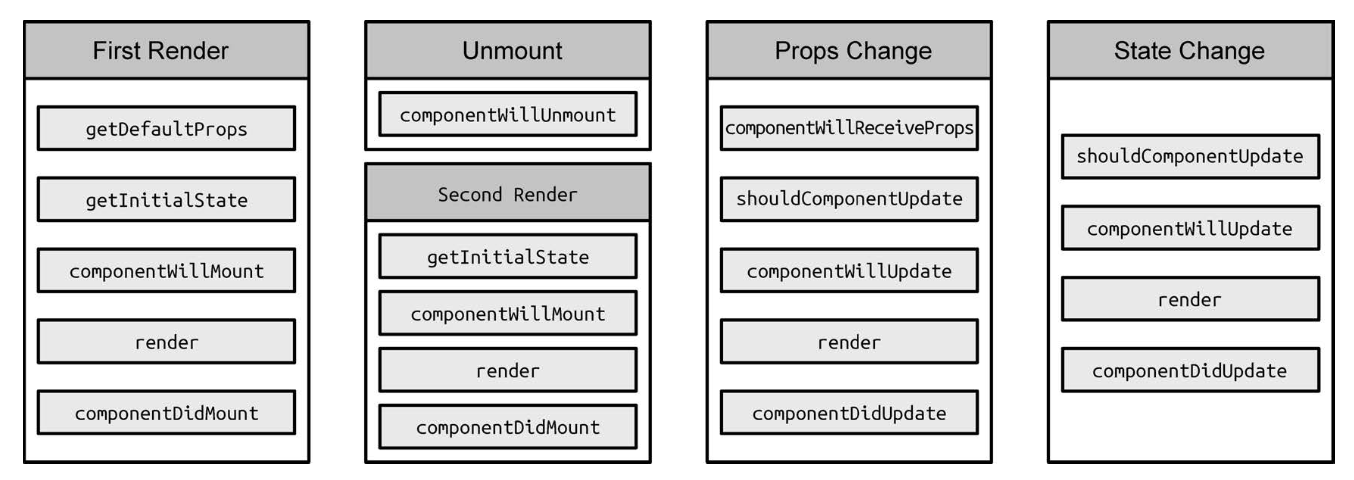 First Render
getDefaultProps
getInitialState
componentWillMount
render
componentDidMount
Unmount
componentWillUnmount
Second Render
getInitialState
componentWillMount
render
componentDidMount
Props Change
componentWillReceiveProps
shouldComponentUpdate
componentWillUpdate
render
componentDidUpdate
State Change
shouldComponentUpdate
componentWillUpdate
render
componentDidUpdate